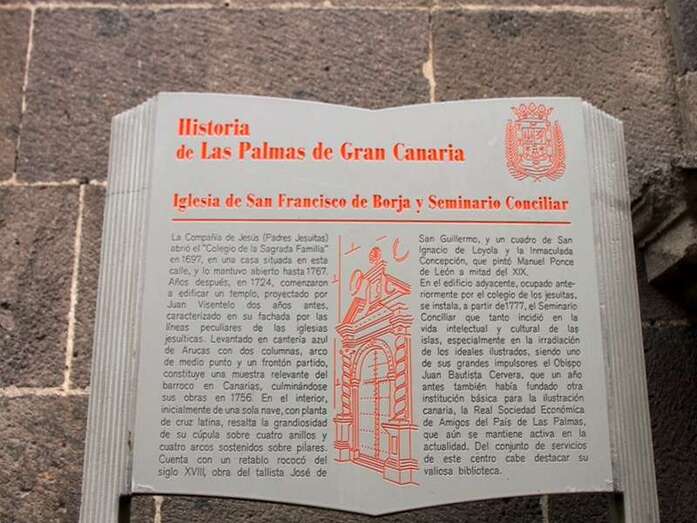 Historia
de Las Palmas de Gran Canaria
Iglesia de San Francisco de Borja y Seminario Conciliar
La Compañía de Jesús (Padres Jesuitas)
abrió el "Colegio de la Sagrada Familia"
en 1697, en una casa situada en esta
calle, y lo mantuvo abierto hasta 1767.
Años después, en 1724, comenzaron
a edificar un templo, proyectado por
Juan Visentelo dos años antes,
caracterizado en su fachada por las
líneas peculiares de las iglesias
jesuíticas. Levantado en cantería azul
de Arucas con dos columnas, arco
de medio punto y un frontón partido,
constituye una muestra relevante del
barroco en Canarias, culminándose
sus obras en 1756. En el interior,
inicialmente de una sola nave, con planta
de cruz latina, resalta la grandiosidad
de su cúpula sobre cuatro anillos y
cuatro arcos sostenidos sobre pilares.
Cuenta con un retablo rococó del
siglo XVIII, obra del tallista José de
San Guillermo, y un cuadro de San
Ignacio de Loyola y la Inmaculada
Concepción, que pintó Manuel Ponce
de León a mitad del XIX.
En el edificio adyacente, ocupado ante-
riormente por el colegio de los jesuitas,
se instala, a partir de 1777, el Seminario
Conciliar que tanto incidió en la
vida intelectual y cultural de las
islas, especialmente en la irradiación
de los ideales ilustrados, siendo uno
de sus grandes impulsores el Obispo
Juan Bautista Cervera, que un año
antes también había fundado otra
institución básica para la ilustración
canaria, la Real Sociedad Económica
de Amigos del País de Las Palmas,
que aún se mantiene activa en la
actualidad. Del conjunto de servicios
de este centro cabe destacar su
valiosa biblioteca.